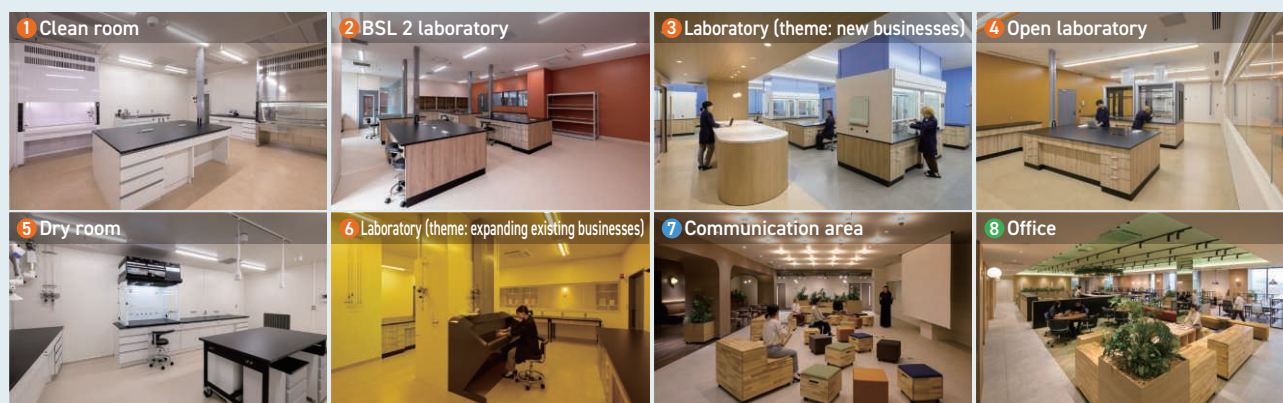 1 Clean room
2 BSL 2 laboratory
3 Laboratory (theme: new businesses)
4 Open laboratory
5 Dry room
6 Laboratory (theme: expanding existing businesses)
7 Communication area
8 Office